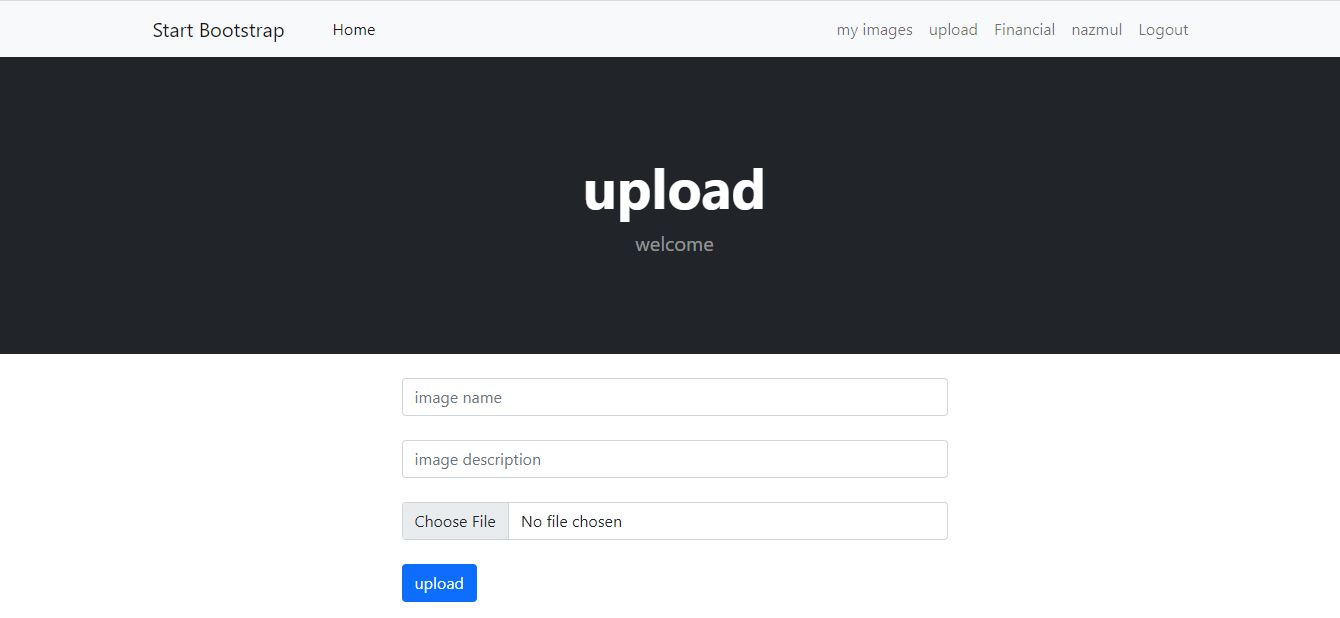 Start Bootstrap Home my images upload Financial nazmul Logout
upload
welcome
image name
image description
Choose File No file chosen
upload